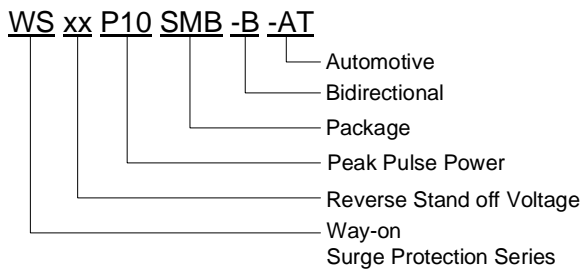 WS xx P10 SMB -B -AT
Automotive
Bidirectional
Package
Peak Pulse Power
Reverse Stand off Voltage
Way-on
Surge Protection Series